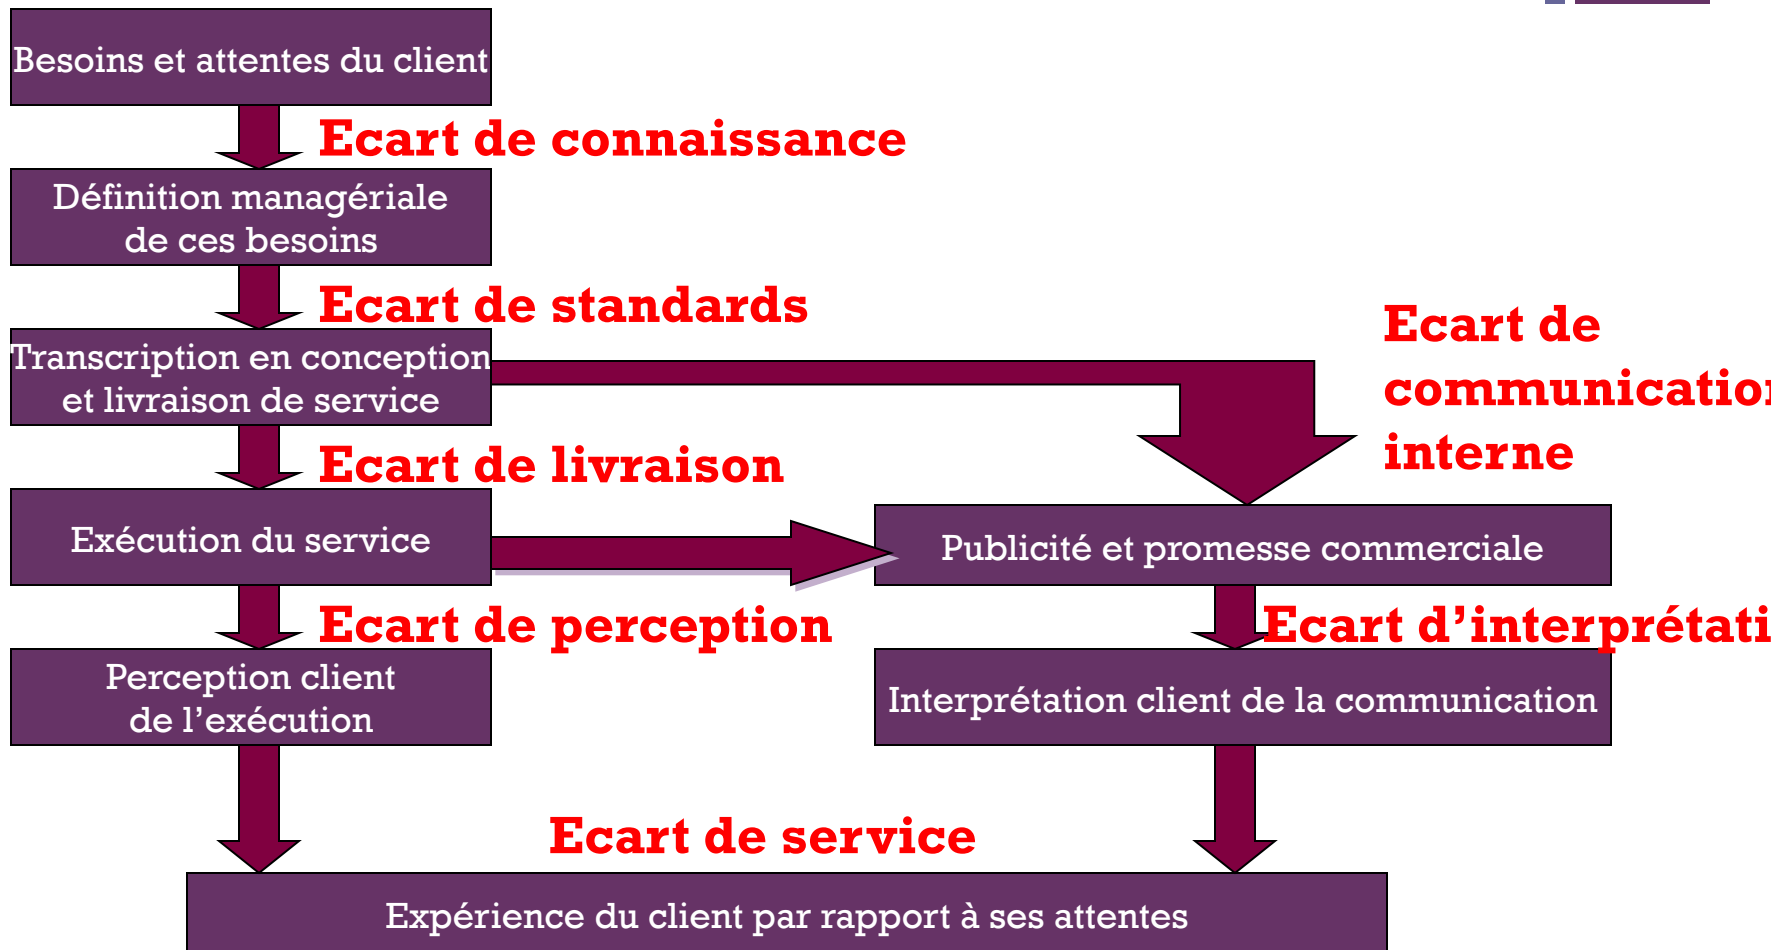 Besoins et attentes du client
Ecart de connaissance
Définition managériale
de ces besoins
Ecart de standards
Transcription en conception
et livraison de service
Ecart de
communication
interne
Ecart de livraison
Exécution du service
Publicité et promesse commerciale
Ecart de perception
Ecart d’interprétati
Perception client
de l’exécution
Interprétation client de la communication
Ecart de service
Expérience du client par rapport à ses attentes